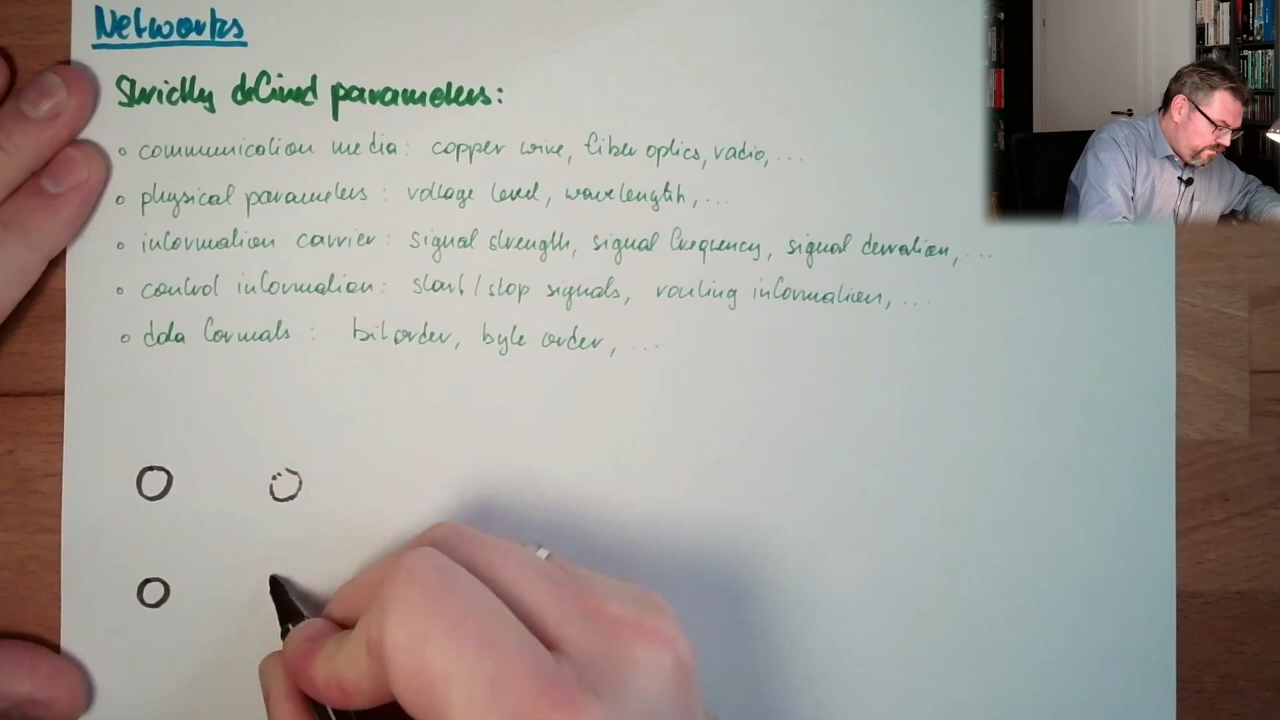 Networks
Strictly defined parameters:
communication media: copper wire, fiber optics, radio, ...
physical parameters: voltage level, wavelength, ...
information carrier: signal strength, signal frequency, signal deviation, ...
control information: start/stop signals, routing information, ...
data formats: bit order, byte order, ...